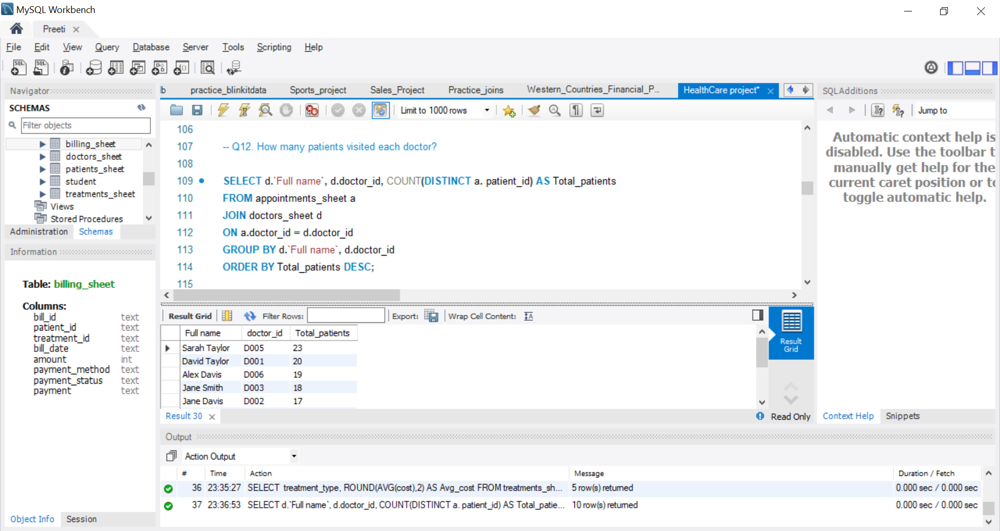 MySQL Workbench
Preeti
File Edit View Query Database Server Tools Scripting Help
Navigator
lb practice_blinkitdata Sports_project Sales_Project Practice_joins Western_Countries_Financial_P... HealthCare project*
SQLAdditions
SCHEMAS
Limit to 1000 rows
Jump to
Filter objects
billing_sheet
doctors_sheet
patients_sheet
student
treatments_sheet
Views
Stored Procedures
Administration Schemas
Information
Table: billing_sheet
Columns:
bill_id text
patient_id text
treatment_id text
bill_date text
amount int
payment_method text
payment_status text
payment text
Object Info Session
106
107 -- Q12. How many patients visited each doctor?
108
109 SELECT d.`Full name`, d.doctor_id, COUNT(DISTINCT a. patient_id) AS Total_patients
110 FROM appointments_sheet a
111 JOIN doctors_sheet d
112 ON a.doctor_id = d.doctor_id
113 GROUP BY d.`Full name`, d.doctor_id
114 ORDER BY Total_patients DESC;
115
Automatic context help is
disabled. Use the toolbar t
manually get help for the
current caret position or to
toggle automatic help.
Result Grid Filter Rows: Export: Wrap Cell Content:
Full name doctor_id Total_patients
Sarah Taylor D005 23
David Taylor D001 20
Alex Davis D006 19
Jane Smith D003 18
Jane Davis D002 17
Result
Grid
Result 30
Read Only
Context Help Snippets
Output
Action Output
# Time Action Message Duration / Fetch
36 23:35:27 SELECT treatment_type, ROUND(AVG(cost),2) AS Avg_cost FROM treatments_sh... 5 row(s) returned 0.000 sec / 0.000 sec
37 23:36:53 SELECT d.`Full name`, d.doctor_id, COUNT(DISTINCT a. patient_id) AS Total_patie... 10 row(s) returned 0.000 sec / 0.000 sec